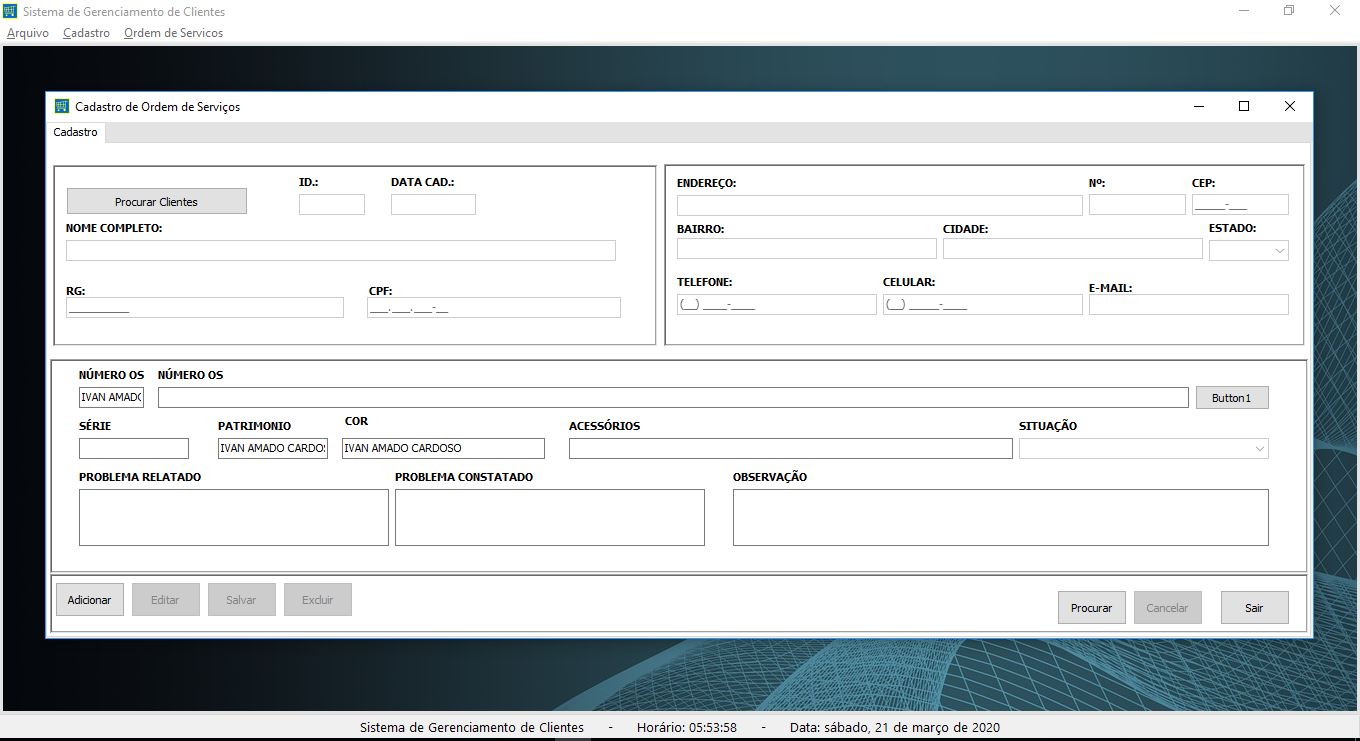 Sistema de Gerenciamento de Clientes
Arquivo Cadastro Ordem de Servicos
Cadastro de Ordem de Serviços
Cadastro
Procurar Clientes
ID.: DATA CAD.:
NOME COMPLETO:
RG: CPF:
___________ ___.___.___-__
ENDEREÇO: Nº: CEP:
_____-___
BAIRRO: CIDADE: ESTADO:
TELEFONE: CELULAR: E-MAIL:
(__) ____-____ (__) _____-____
NÚMERO OS NÚMERO OS
IVAN AMADO Button1
SÉRIE PATRIMONIO COR ACESSÓRIOS SITUAÇÃO
IVAN AMADO CARDOS IVAN AMADO CARDOSO
PROBLEMA RELATADO PROBLEMA CONSTATADO OBSERVAÇÃO
Adicionar Editar Salvar Excluir Procurar Cancelar Sair
Sistema de Gerenciamento de Clientes - Horário: 05:53:58 - Data: sábado, 21 de março de 2020